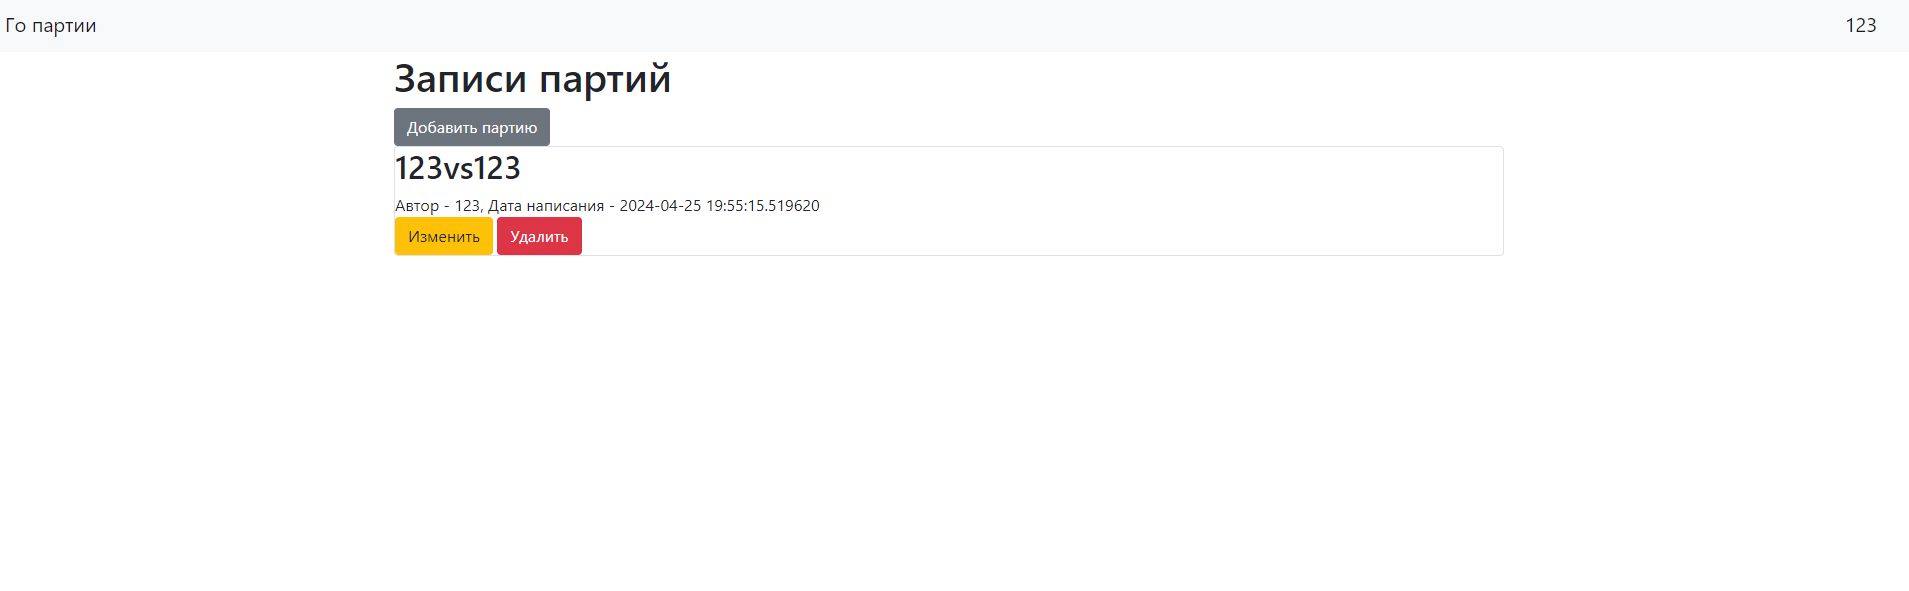 Го партии 123
Записи партий
Добавить партию
123vs123
Автор - 123, Дата написания - 2024-04-25 19:55:15.519620
Изменить Удалить